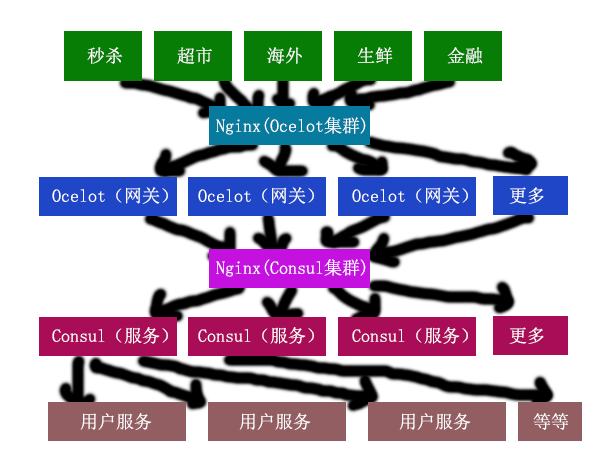 秒杀 超市 海外 生鲜 金融
Nginx(Ocelot集群)
Ocelot（网关） Ocelot（网关） Ocelot（网关） 更多
Nginx(Consul集群)
Consul（服务） Consul（服务） Consul（服务） 更多
用户服务 用户服务 用户服务 等等